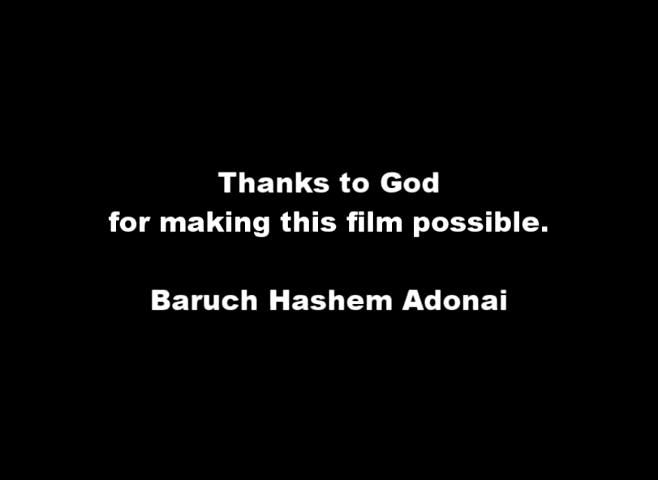 Thanks to God
for making this film possible.
Baruch Hashem Adonai